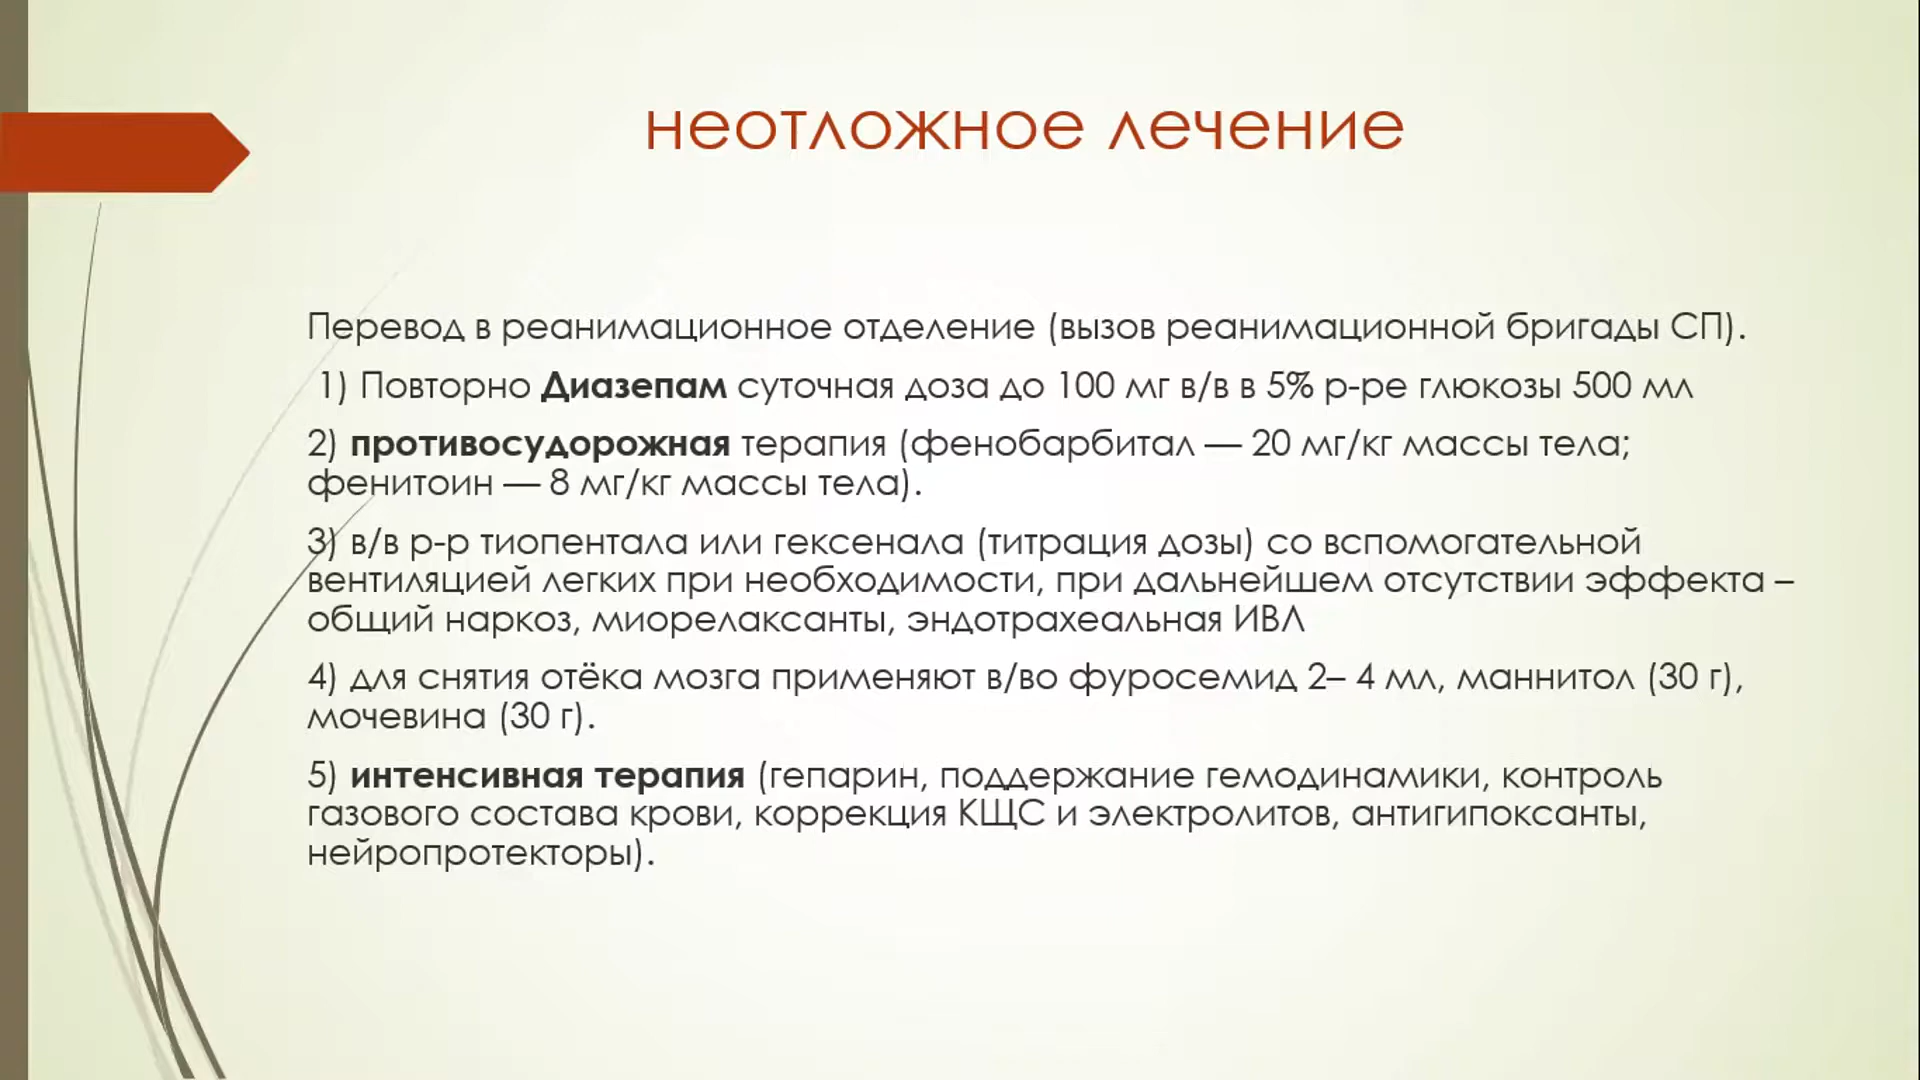 неотложное лечение
Перевод в реанимационное отделение (вызов реанимационной бригады СП).
1) Повторно Диазепам суточная доза до 100 мг в/в в 5% р-ре глюкозы 500 мл
2) противосудорожная терапия (фенобарбитал — 20 мг/кг массы тела;
фенитоин — 8 мг/кг массы тела).
3) в/в р-р тиопентала или гексенала (титрация дозы) со вспомогательной
вентиляцией легких при необходимости, при дальнейшем отсутствии эффекта –
общий наркоз, миорелаксанты, эндотрахеальная ИВЛ
4) для снятия отёка мозга применяют в/во фуросемид 2– 4 мл, маннитол (30 г),
мочевина (30 г).
5) интенсивная терапия (гепарин, поддержание гемодинамики, контроль
газового состава крови, коррекция КЩС и электролитов, антигипоксанты,
нейропротекторы).